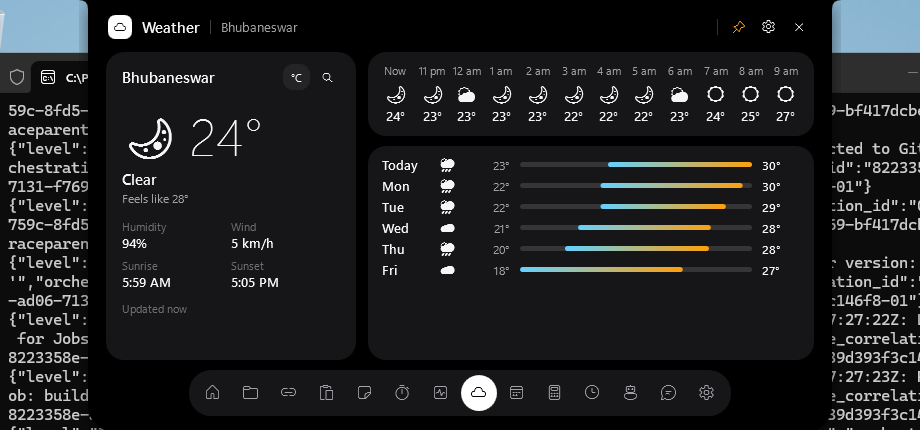 Weather
Bhubaneswar
C:\P
Bhubaneswar
°C
24°
Clear
Feels like 28°
Humidity
Wind
94%
5 km/h
Sunrise
Sunset
5:59 AM
5:05 PM
Updated now
Now 11 pm 12 am 1 am 2 am 3 am 4 am 5 am 6 am 7 am 8 am 9 am
24° 23° 23° 23° 23° 22° 22° 22° 23° 24° 25° 27°
Today 23° 30°
Mon 22° 30°
Tue 22° 29°
Wed 21° 28°
Thu 20° 28°
Fri 18° 27°
59c-8fd5-
aceparent
{"level":
chestrati
7131-f769
{"level":
759c-8fd5
raceparen
{"level":
'","orche
-ad06-713
{"level":
for Jobs
8223358e-
{"level":
ob: build
8223358e-
-bf417dcbe
cted to Git
id":"822335
-01"}
tion_id":"
r version:
ation_id":"
c146f8-01"}
7:27:22Z:
e_correlati
39d393f3c1
7:27:23Z:
e_correlati